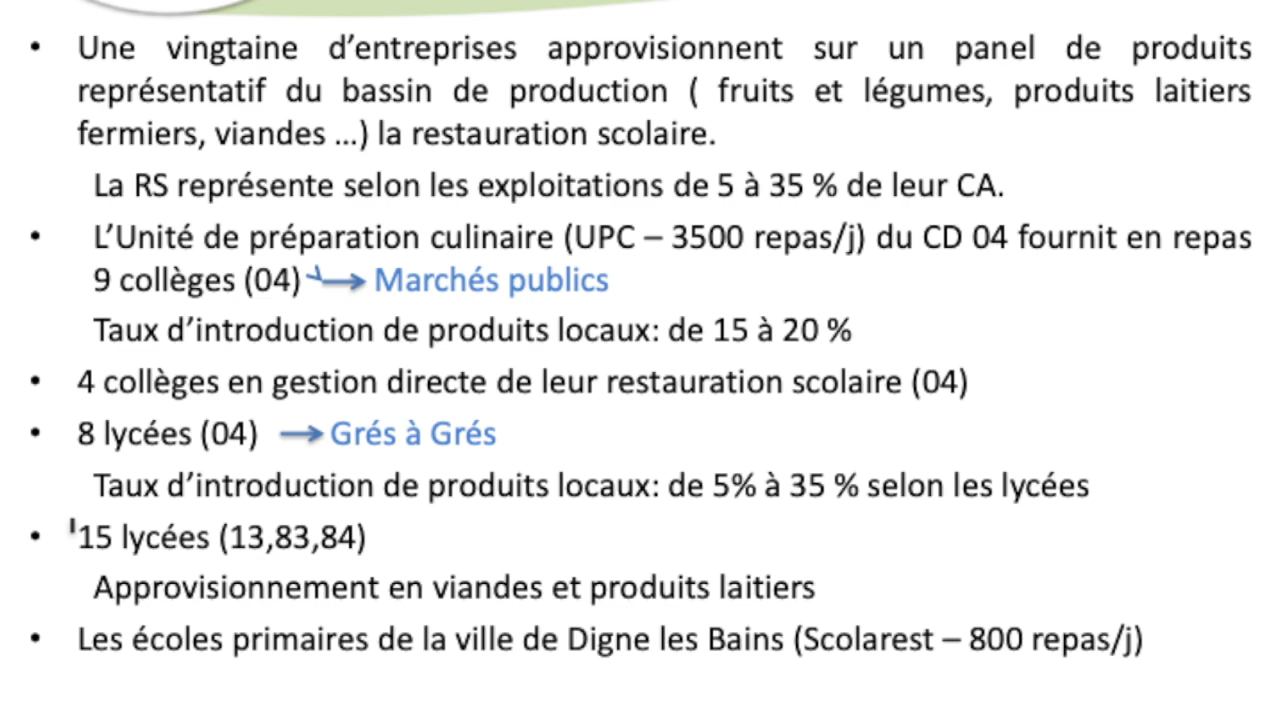 • Une vingtaine d’entreprises approvisionnent sur un panel de produits
représentatif du bassin de production ( fruits et légumes, produits laitiers
fermiers, viandes ...) la restauration scolaire.
La RS représente selon les exploitations de 5 à 35 % de leur CA.
• L’Unité de préparation culinaire (UPC – 3500 repas/j) du CD 04 fournit en repas
9 collèges (04) → Marchés publics
Taux d’introduction de produits locaux: de 15 à 20 %
• 4 collèges en gestion directe de leur restauration scolaire (04)
• 8 lycées (04) → Grés à Grés
Taux d’introduction de produits locaux: de 5% à 35 % selon les lycées
• 15 lycées (13,83,84)
Approvisionnement en viandes et produits laitiers
• Les écoles primaires de la ville de Digne les Bains (Scolarest – 800 repas/j)